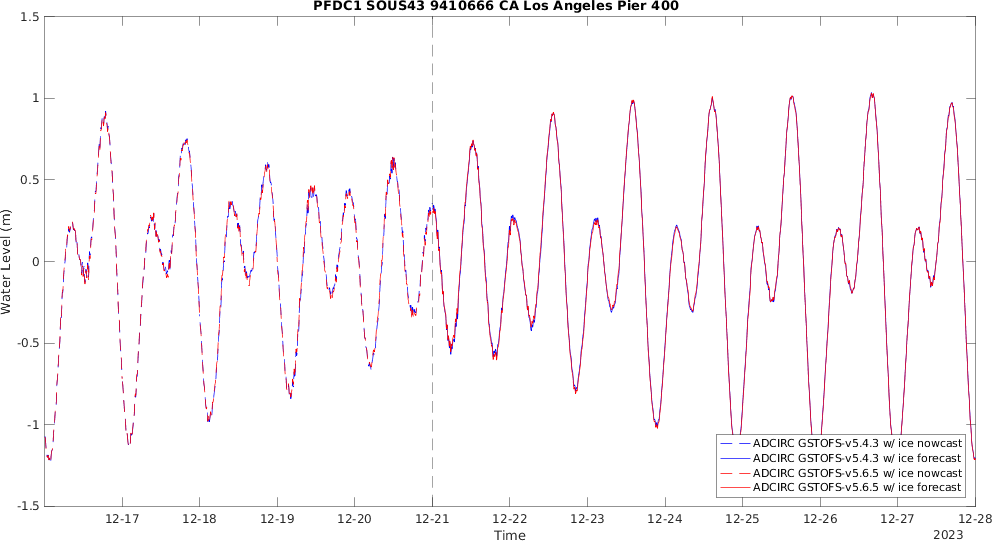 PFDC1 SOUS43 9410666 CA Los Angeles Pier 400
1.5
1
0.5
0
-0.5
-1
-1.5
Water Level (m)
12-17 12-18 12-19 12-20 12-21 12-22 12-23 12-24 12-25 12-26 12-27 12-28
Time
2023
ADCIRC GSTOFS-v5.4.3 w/ ice nowcast
ADCIRC GSTOFS-v5.4.3 w/ ice forecast
ADCIRC GSTOFS-v5.6.5 w/ ice nowcast
ADCIRC GSTOFS-v5.6.5 w/ ice forecast